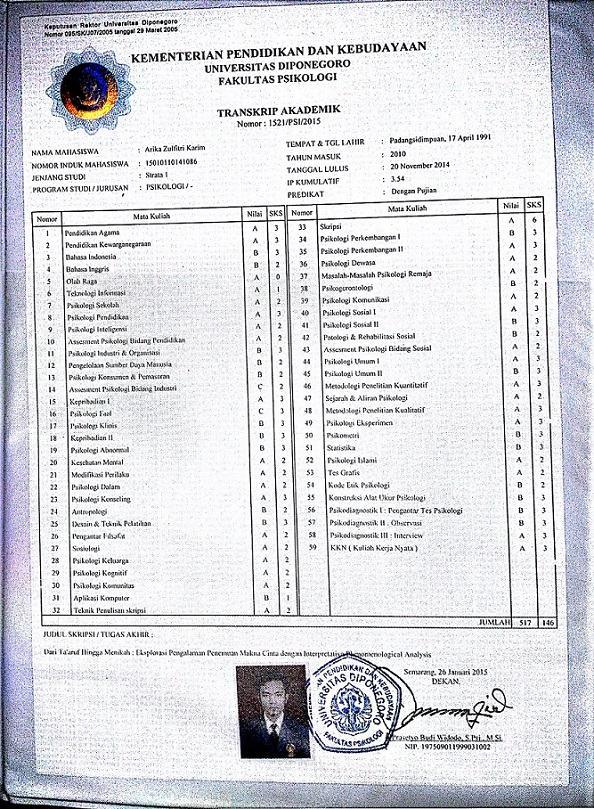 Keputusan Rektor Universitas Diponegoro
Nomor 095/SK/J07/2005 tanggal 29 Maret 2005
KEMENTERIAN PENDIDIKAN DAN KEBUDAYAAN
UNIVERSITAS DIPONEGORO
FAKULTAS PSIKOLOGI
TRANSKRIP AKADEMIK
Nomor : 1521/PSI/2015
NAMA MAHASISWA : Arika Zulfitri Karim
NOMOR INDUK MAHASISWA : 15010110141086
JENJANG STUDI : Strata 1
PROGRAM STUDI / JURUSAN : PSIKOLOGI / -
TEMPAT & TGL LAHIR : Padangsidimpuan, 17 April 1991
TAHUN MASUK : 2010
TANGGAL LULUS : 20 November 2014
IP KUMULATIF : 3.54
PREDIKAT : Dengan Pujian
Nomor Mata Kuliah Nilai SKS
1 Pendidikan Agama A 3
2 Pendidikan Kewarganegaraan A 3
3 Bahasa Indonesia B 3
4 Bahasa Inggris B 2
5 Olah Raga A 0
6 Teknologi Informasi A 1
7 Psikologi Sekolah A 2
8 Psikologi Pendidikan A 3
9 Psikologi Inteligensi A 2
10 Assesment Psikologi Bidang Pendidikan A 2
11 Psikologi Industri & Organisasi B 3
12 Pengelolaan Sumber Daya Manusia B 2
13 Psikologi Konsumen & Pemasaran B 2
14 Assesment Psikologi Bidang Industri C 2
15 Kepribadian I A 3
16 Psikologi Faal C 3
17 Psikologi Klinis B 3
18 Kepribadian II B 3
19 Psikologi Abnormal B 3
20 Kesehatan Mental A 2
21 Modifikasi Perilaku A 2
22 Psikologi Dalam A 2
23 Psikologi Konseling A 3
24 Antropologi B 2
25 Desain & Teknik Pelatihan B 3
26 Pengantar Filsafat A 2
27 Sosiologi A 2
28 Psikologi Keluarga A 2
29 Psikologi Kognitif A 2
30 Psikologi Komunitas A 2
31 Aplikasi Komputer B 1
32 Teknik Penulisan skripsi A 2
Nomor Mata Kuliah Nilai SKS
33 Skripsi A 6
34 Psikologi Perkembangan I B 3
35 Psikologi Perkembangan II A 3
36 Psikologi Dewasa A 2
37 Masalah-Masalah Psikologi Remaja A 2
38 Psikogerontologi B 2
39 Psikologi Komunikasi A 2
40 Psikologi Sosial I A 3
41 Psikologi Sosial II B 3
42 Patologi & Rehabilitasi Sosial B 2
43 Assesment Psikologi Bidang Sosial A 2
44 Psikologi Umum I A 3
45 Psikologi Umum II B 3
46 Metodologi Penelitian Kuantitatif A 3
47 Sejarah & Aliran Psikologi A 2
48 Metodologi Penelitian Kualitatif A 3
49 Psikologi Eksperimen A 3
50 Psikometri B 3
51 Statistika B 3
52 Psikologi Islami A 3
53 Tes Grafis A 2
54 Kode Etik Psikologi B 2
55 Konstruksi Alat Ukur Psikologi B 3
56 Psikodiagnostik I : Pengantar Tes Psikologi B 3
57 Psikodiagnostik II : Observasi B 3
58 Psikodiagnostik III : Interview A 3
59 KKN ( Kuliah Kerja Nyata ) A 3
JUMLAH 517 146
JUDUL SKRIPSI / TUGAS AKHIR :
Dari Ta'aruf Hingga Menikah : Eksplorasi Pengalaman Penemuan Makna Cinta dengan Interpretative Phenomenological Analysis
Semarang, 26 Januari 2015
DEKAN,
KEMENTERIAN PENDIDIKAN DAN KEBUDAYAAN
UNIVERSITAS DIPONEGORO
FAKULTAS PSIKOLOGI
Prasetyo Budi Widodo, S.Psi., M.Si.
NIP. 197509011999031002